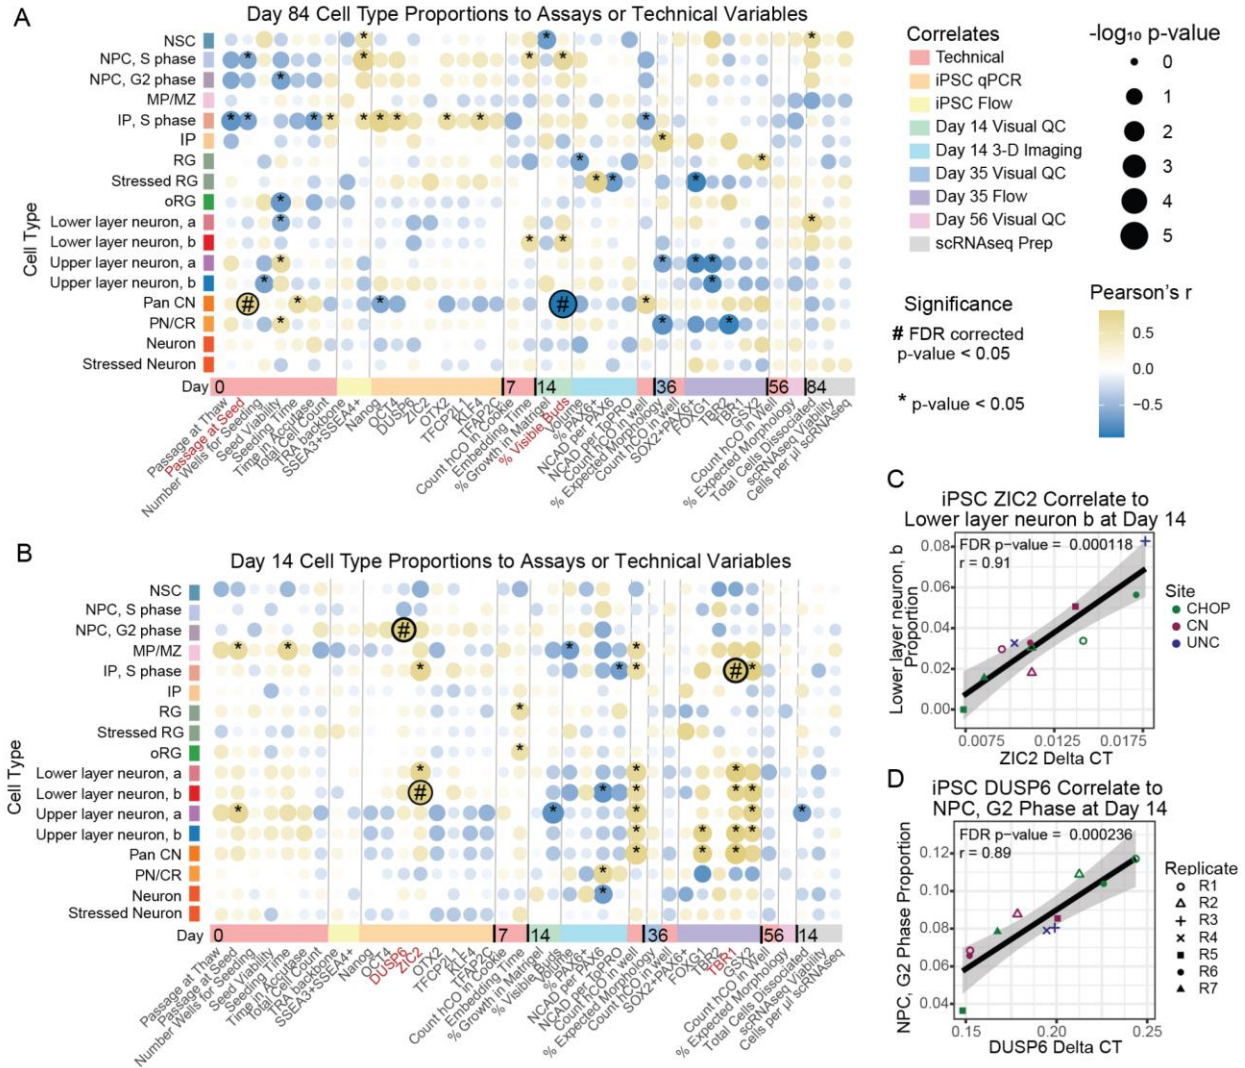 A
Day 84 Cell Type Proportions to Assays or Technical Variables
Cell Type
NSC
NPC, S phase
NPC, G2 phase
MP/MZ
IP, S phase
IP
RG
Stressed RG
oRG
Lower layer neuron, a
Lower layer neuron, b
Upper layer neuron, a
Upper layer neuron, b
Pan CN
PN/CR
Neuron
Stressed Neuron
Day 0 7 14 36 56 84
Passage at Thaw
Passage at Seed
Number Wells for Seeding
Seed Viability
Seeding Time
Time in Accutase
Total Cell Count
TRA backbone
SSEA3+SSEA4+
Nanog
OCT4
DUSP6
ZIC2
OTX2
TFCP2L1
KLF4
TFAP2C
Count hCO in Cookie
Embedding Time
% Growth in Matrigel
% Visible Buds
Volume
% PAX6+
NCAD per PAX6
NCAD per ToPRO
Count hCO in well
% Expected Morphology
Count hCO in well
SOX2+PAX6+
FOXG1
TBR2
TBR1
GSX2
Count hCO in Well
% Expected Morphology
Total Cells Dissociated
scRNAseq Viability
Cells per µl scRNAseq
Correlates
Technical
iPSC qPCR
iPSC Flow
Day 14 Visual QC
Day 14 3-D Imaging
Day 35 Visual QC
Day 35 Flow
Day 56 Visual QC
scRNAseq Prep
-log₁₀ p-value
0
1
2
3
4
5
Significance
# FDR corrected
p-value < 0.05
* p-value < 0.05
Pearson's r
0.5
0.0
−0.5
B
Day 14 Cell Type Proportions to Assays or Technical Variables
Cell Type
NSC
NPC, S phase
NPC, G2 phase
MP/MZ
IP, S phase
IP
RG
Stressed RG
oRG
Lower layer neuron, a
Lower layer neuron, b
Upper layer neuron, a
Upper layer neuron, b
Pan CN
PN/CR
Neuron
Stressed Neuron
Day 0 7 14 36 56 14
Passage at Thaw
Passage at Seed
Number Wells for Seeding
Seed Viability
Seeding Time
Time in Accutase
Total Cell Count
TRA backbone
SSEA3+SSEA4+
Nanog
OCT4
DUSP6
ZIC2
OTX2
TFCP2L1
KLF4
TFAP2C
Count hCO in Cookie
Embedding Time
% Growth in Matrigel
% Visible Buds
Volume
% PAX6+
NCAD per PAX6
NCAD per ToPRO
Count hCO in well
% Expected Morphology
Count hCO in well
SOX2+PAX6+
FOXG1
TBR2
TBR1
GSX2
Count hCO in Well
% Expected Morphology
Total Cells Dissociated
scRNAseq Viability
Cells per µl scRNAseq
C
iPSC ZIC2 Correlate to
Lower layer neuron b at Day 14
FDR p-value = 0.000118
r = 0.91
Lower layer neuron, b
Proportion
0.08
0.06
0.04
0.02
0.00
0.0075 0.0125 0.0175
ZIC2 Delta CT
Site
CHOP
CN
UNC
D
iPSC DUSP6 Correlate to
NPC, G2 Phase at Day 14
FDR p-value = 0.000236
r = 0.89
NPC, G2 Phase Proportion
0.12
0.10
0.08
0.06
0.04
0.15 0.20 0.25
DUSP6 Delta CT
Replicate
R1
R2
R3
R4
R5
R6
R7